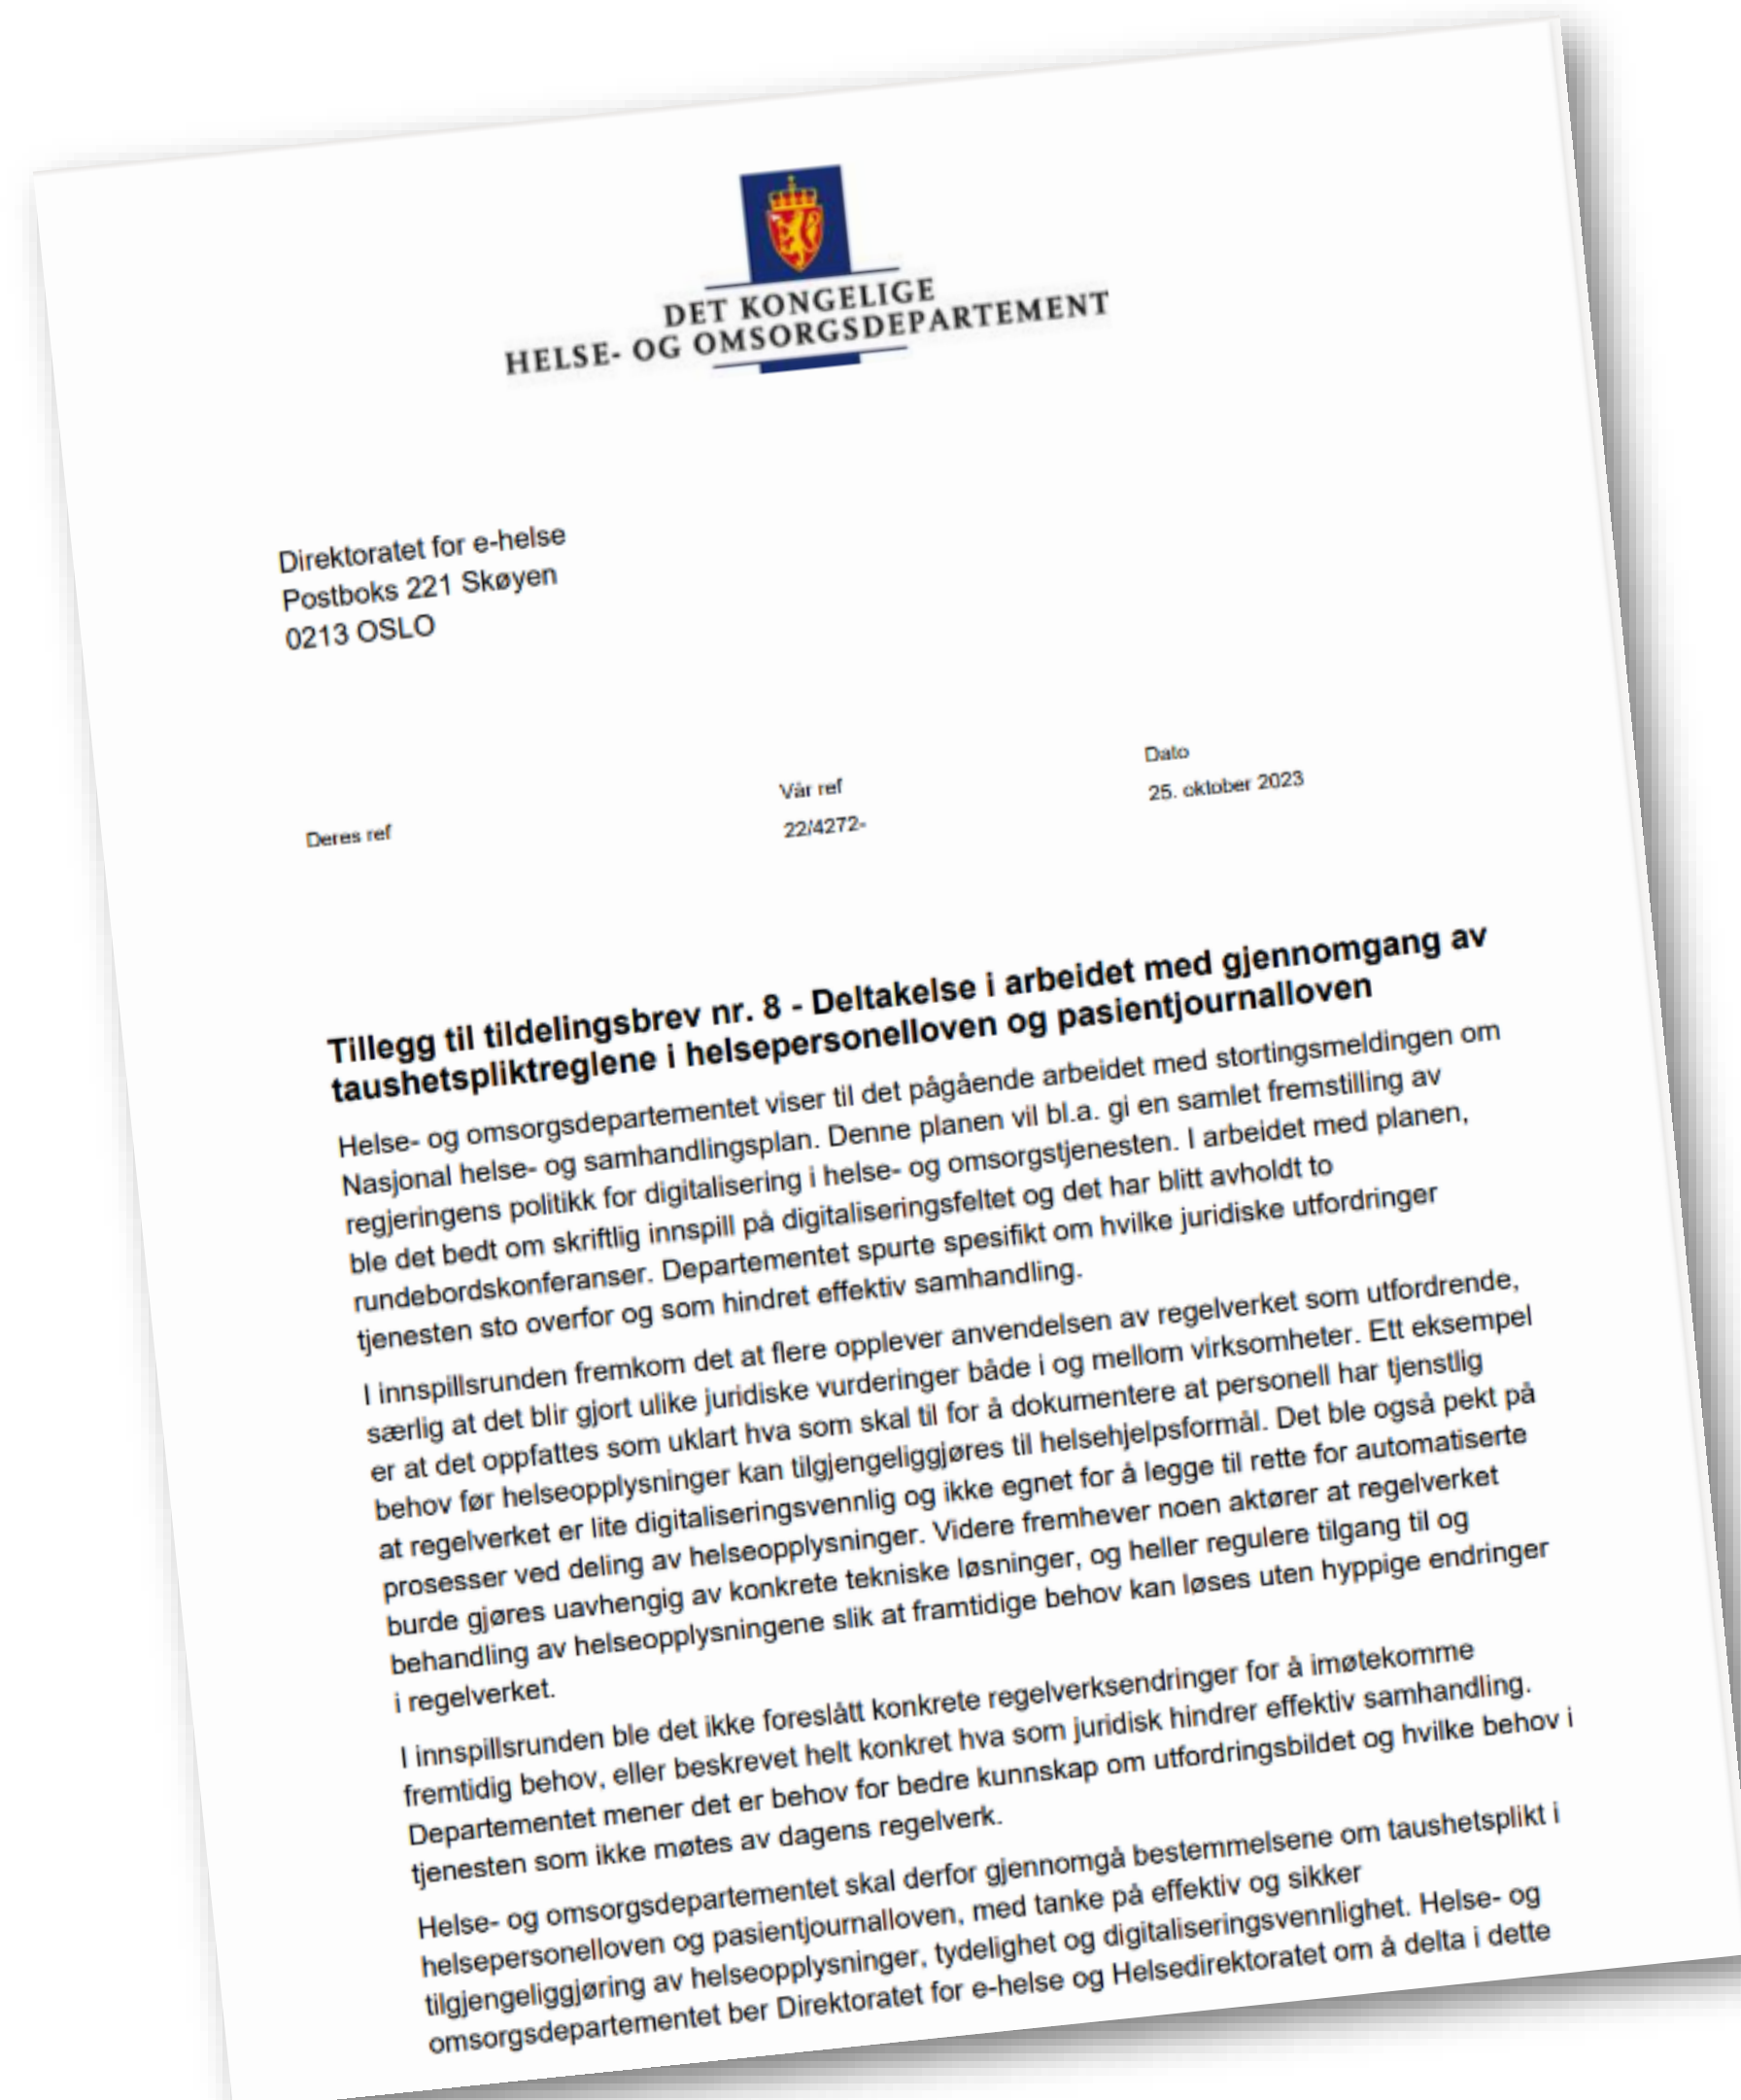 DET KONGELIGE
HELSE- OG OMSORGSDEPARTEMENT
Direktoratet for e-helse
Postboks 221 Skøyen
0213 OSLO
Deres ref
Vår ref
22/4272-
Dato
25. oktober 2023
Tillegg til tildelingsbrev nr. 8 - Deltakelse i arbeidet med gjennomgang av
taushetspliktreglene i helsepersonelloven og pasientjournalloven
Helse- og omsorgsdepartementet viser til det pågående arbeidet med stortingsmeldingen om
Nasjonal helse- og samhandlingsplan. Denne planen vil bl.a. gi en samlet fremstilling av
regjeringens politikk for digitalisering i helse- og omsorgstjenesten. I arbeidet med planen,
ble det bedt om skriftlig innspill på digitaliseringsfeltet og det har blitt avholdt to
rundebordskonferanser. Departementet spurte spesifikt om hvilke juridiske utfordringer
tjenesten sto overfor og som hindret effektiv samhandling.
I innspillsrunden fremkom det at flere opplever anvendelsen av regelverket som utfordrende,
særlig at det blir gjort ulike juridiske vurderinger både i og mellom virksomheter. Ett eksempel
er at det oppfattes som uklart hva som skal til for å dokumentere at personell har tjenstlig
behov før helseopplysninger kan tilgjengeliggjøres til helsehjelpsformål. Det ble også pekt på
at regelverket er lite digitaliseringsvennlig og ikke egnet for å legge til rette for automatiserte
prosesser ved deling av helseopplysninger. Videre fremhever noen aktører at regelverket
burde gjøres uavhengig av konkrete tekniske løsninger, og heller regulere tilgang til og
behandling av helseopplysningene slik at framtidige behov kan løses uten hyppige endringer
i regelverket.
I innspillsrunden ble det ikke foreslått konkrete regelverksendringer for å imøtekomme
fremtidig behov, eller beskrevet helt konkret hva som juridisk hindrer effektiv samhandling.
Departementet mener det er behov for bedre kunnskap om utfordringsbildet og hvilke behov i
tjenesten som ikke møtes av dagens regelverk.
Helse- og omsorgsdepartementet skal derfor gjennomgå bestemmelsene om taushetsplikt i
helsepersonelloven og pasientjournalloven, med tanke på effektiv og sikker
tilgjengeliggjøring av helseopplysninger, tydelighet og digitaliseringsvennlighet. Helse- og
omsorgsdepartementet ber Direktoratet for e-helse og Helsedirektoratet om å delta i dette